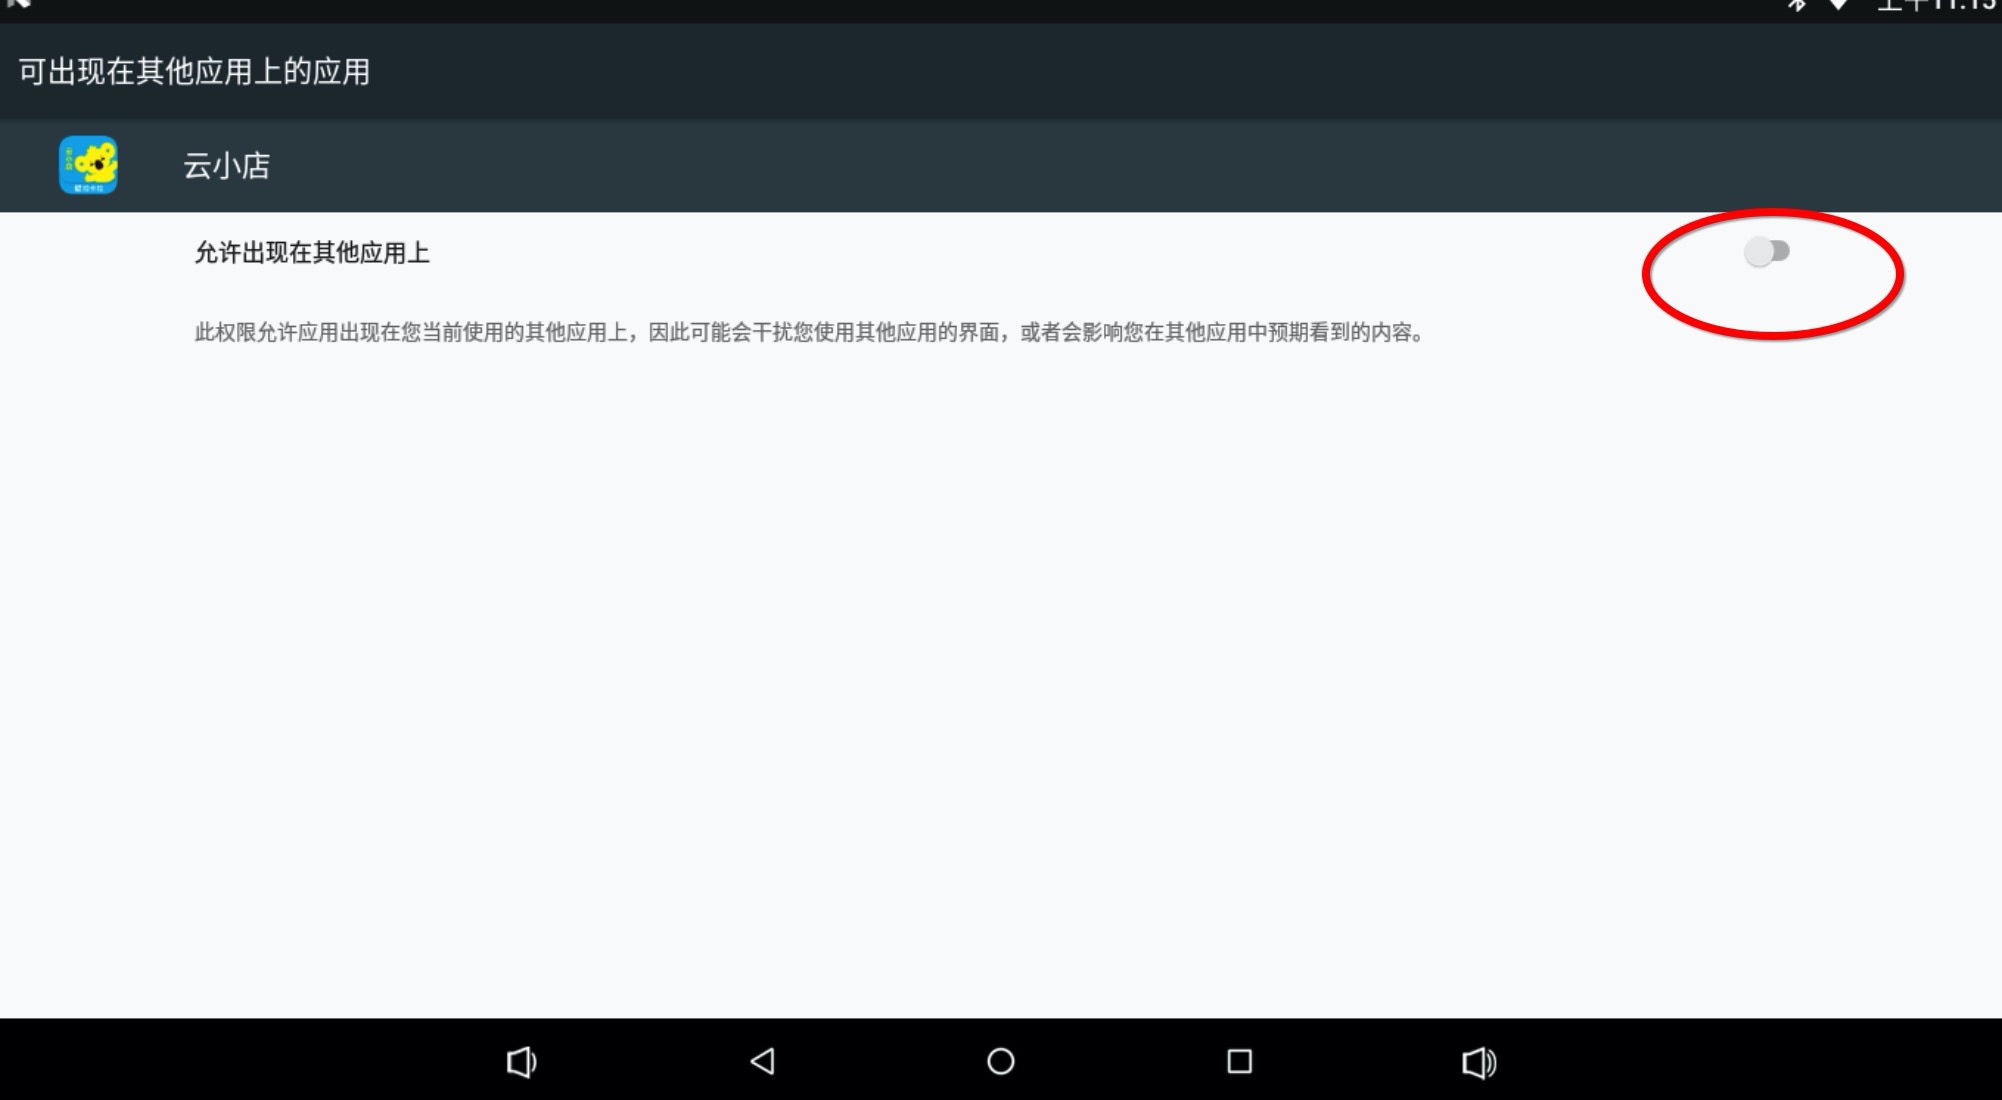 可出现在其他应用上的应用
云小店
允许出现在其他应用上
此权限允许应用出现在您当前使用的其他应用上，因此可能会干扰您使用其他应用的界面，或者会影响您在其他应用中预期看到的内容。